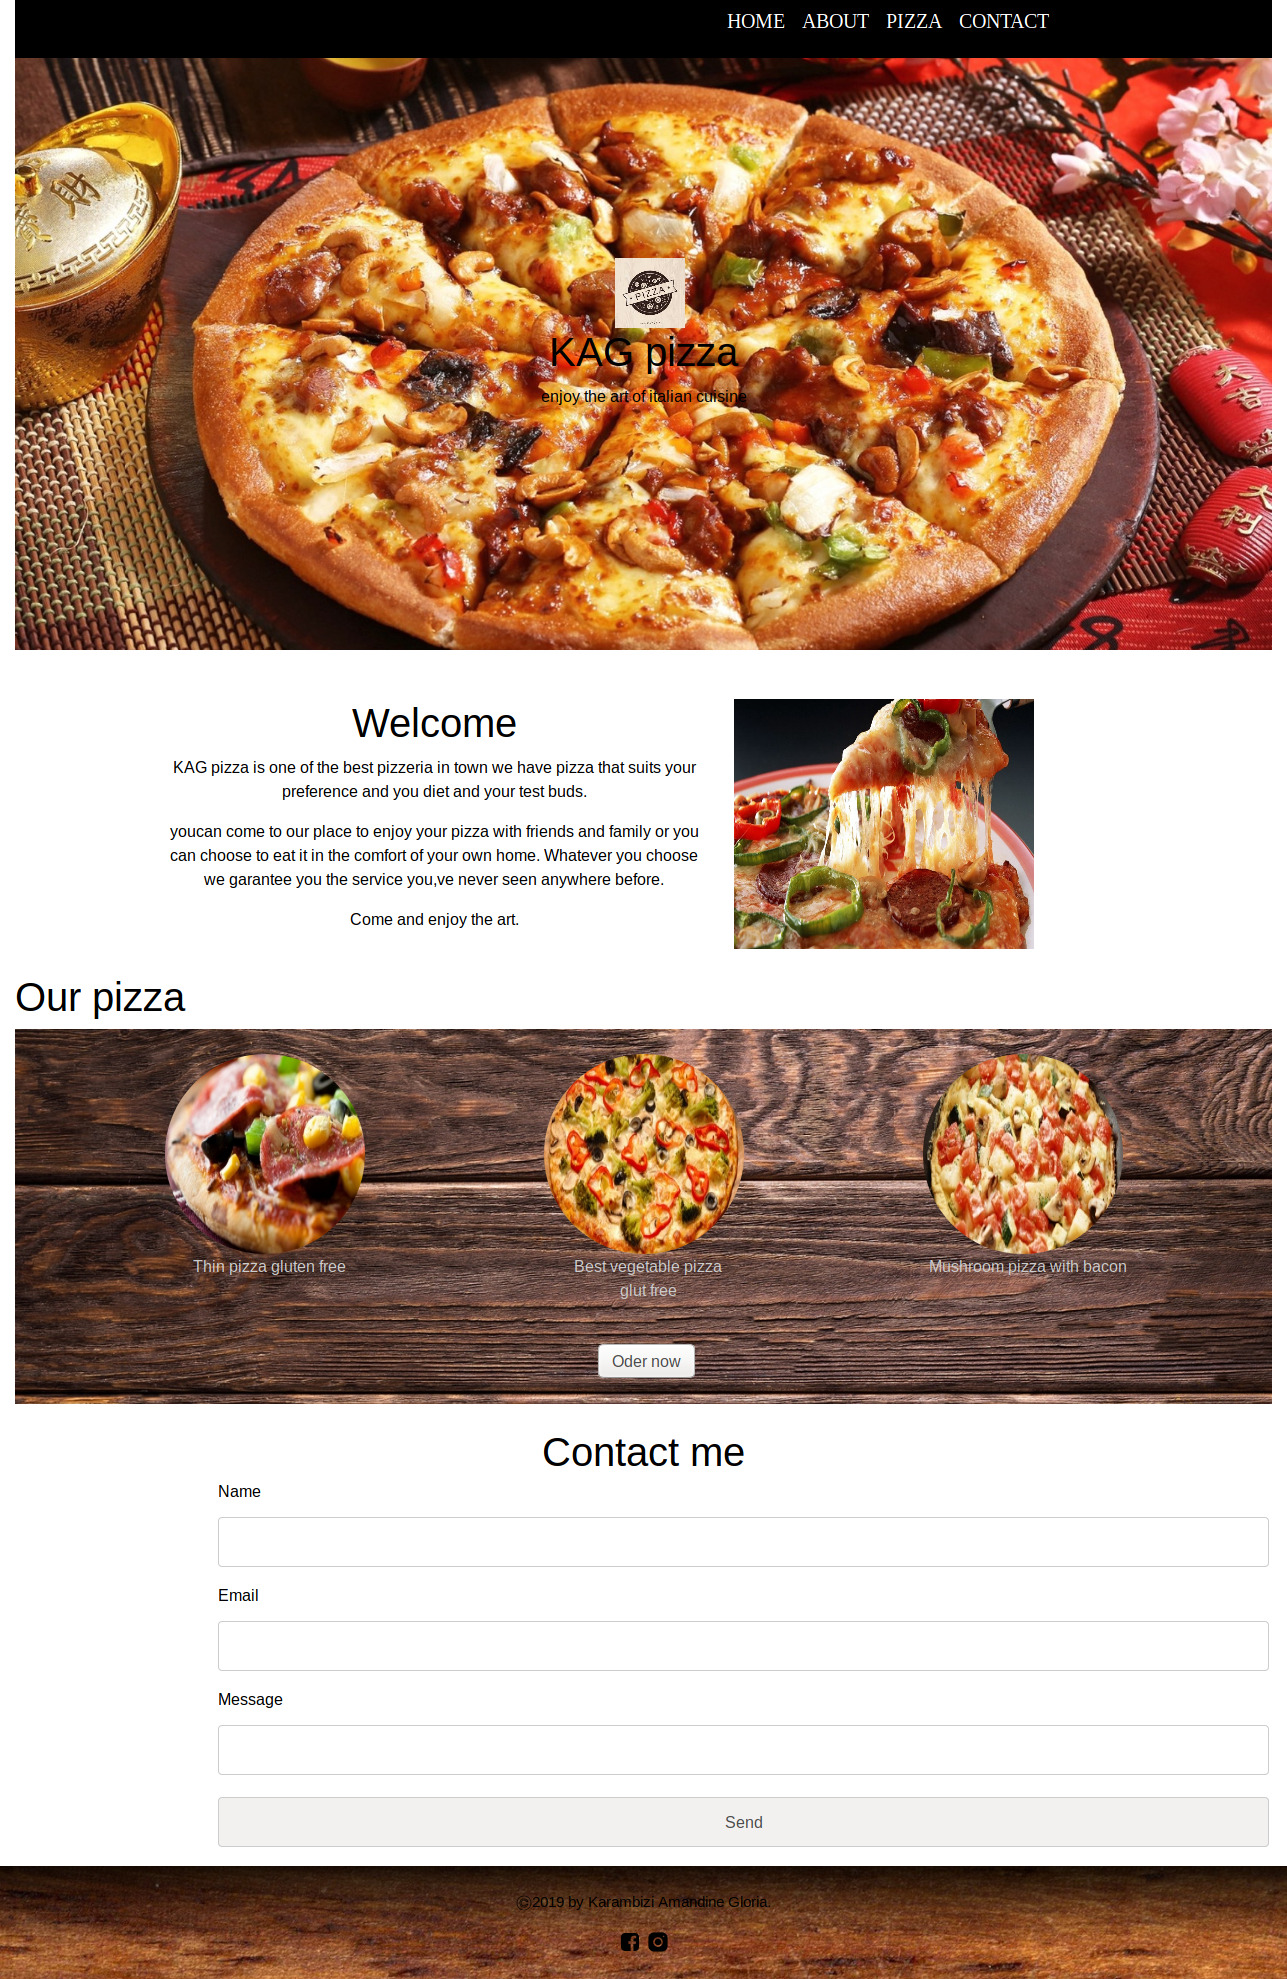 HOME ABOUT PIZZA CONTACT
財
PIZZA
KAG pizza
enjoy the art of italian cuisine
大福
大利
Welcome
KAG pizza is one of the best pizzeria in town we have pizza that suits your
preference and you diet and your test buds.
youcan come to our place to enjoy your pizza with friends and family or you
can choose to eat it in the comfort of your own home. Whatever you choose
we garantee you the service you,ve never seen anywhere before.
Come and enjoy the art.
Our pizza
Thin pizza gluten free
Best vegetable pizza
glut free
Mushroom pizza with bacon
Oder now
Contact me
Name
Email
Message
Send
©2019 by Karambizi Amandine Gloria.